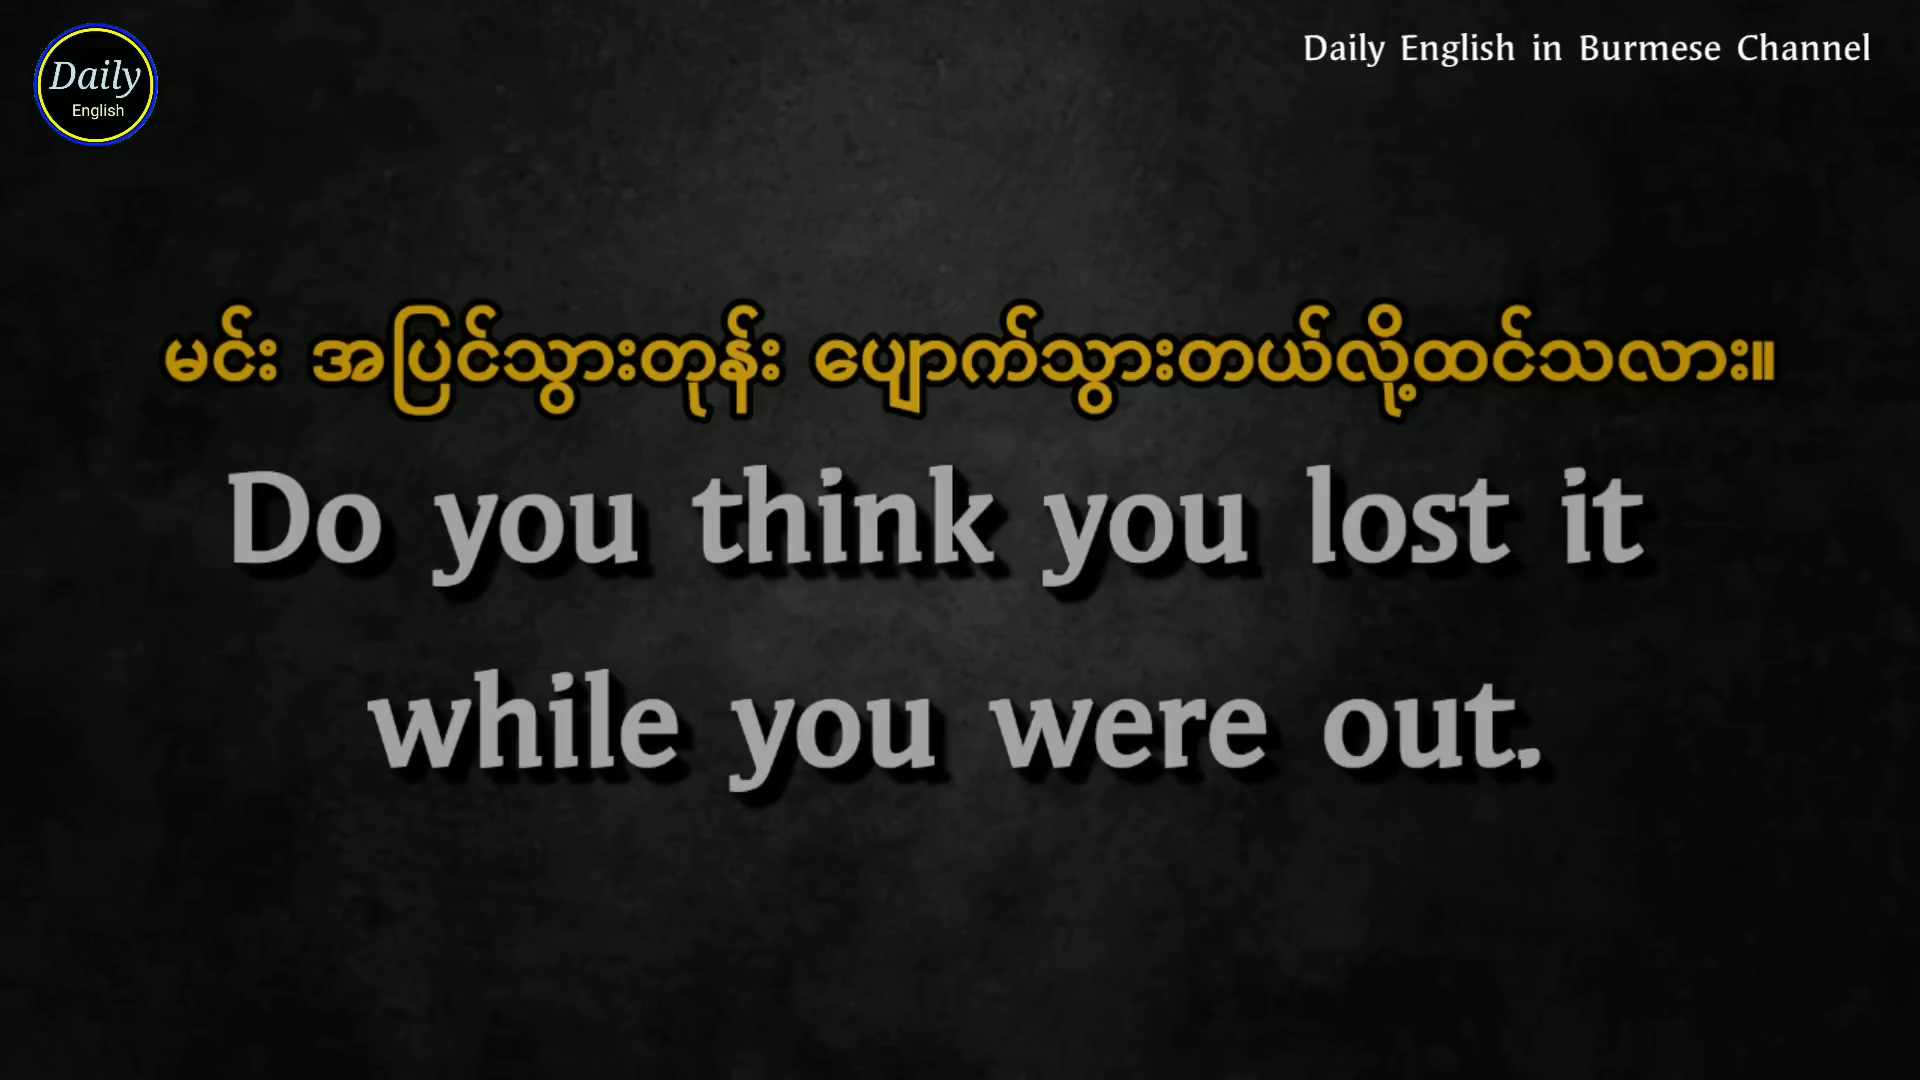 Daily
English
Daily English in Burmese Channel
မင်း အပြင်သွားတုန်း ပျောက်သွားတယ်လို့ထင်သလား။
Do you think you lost it
while you were out.